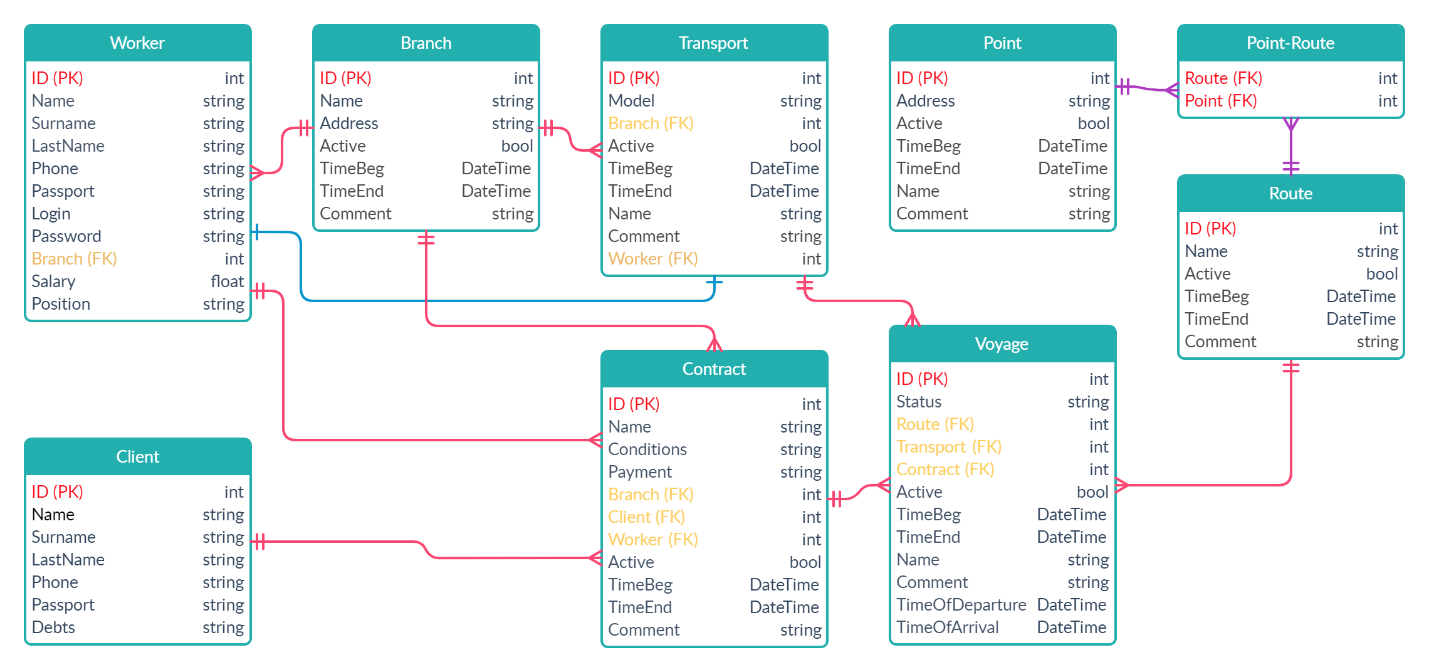 Worker
ID (PK) int
Name string
Surname string
LastName string
Phone string
Passport string
Login string
Password string
Branch (FK) int
Salary float
Position string
Branch
ID (PK) int
Name string
Address string
Active bool
TimeBeg DateTime
TimeEnd DateTime
Comment string
Transport
ID (PK) int
Model string
Branch (FK) int
Active bool
TimeBeg DateTime
TimeEnd DateTime
Name string
Comment string
Worker (FK) int
Point
ID (PK) int
Address string
Active bool
TimeBeg DateTime
TimeEnd DateTime
Name string
Comment string
Point-Route
Route (FK) int
Point (FK) int
Route
ID (PK) int
Name string
Active bool
TimeBeg DateTime
TimeEnd DateTime
Comment string
Client
ID (PK) int
Name string
Surname string
LastName string
Phone string
Passport string
Debts string
Contract
ID (PK) int
Name string
Conditions string
Payment string
Branch (FK) int
Client (FK) int
Worker (FK) int
Active bool
TimeBeg DateTime
TimeEnd DateTime
Comment string
Voyage
ID (PK) int
Status string
Route (FK) int
Transport (FK) int
Contract (FK) int
Active bool
TimeBeg DateTime
TimeEnd DateTime
Name string
Comment string
TimeOfDeparture DateTime
TimeOfArrival DateTime